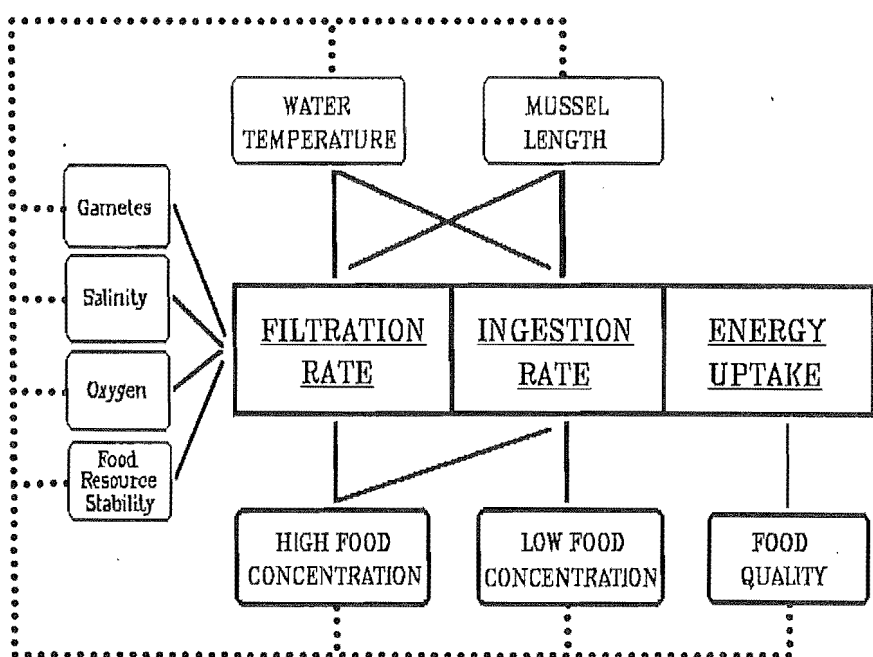 WATER
TEMPERATURE
MUSSEL
LENGTH
Gametes
Salinity
Oxygen
Food
Resource
Stability
FILTRATION
RATE
INGESTION
RATE
ENERGY
UPTAKE
HIGH FOOD
CONCENTRATION
LOW FOOD
CONCENTRATION
FOOD
QUALITY